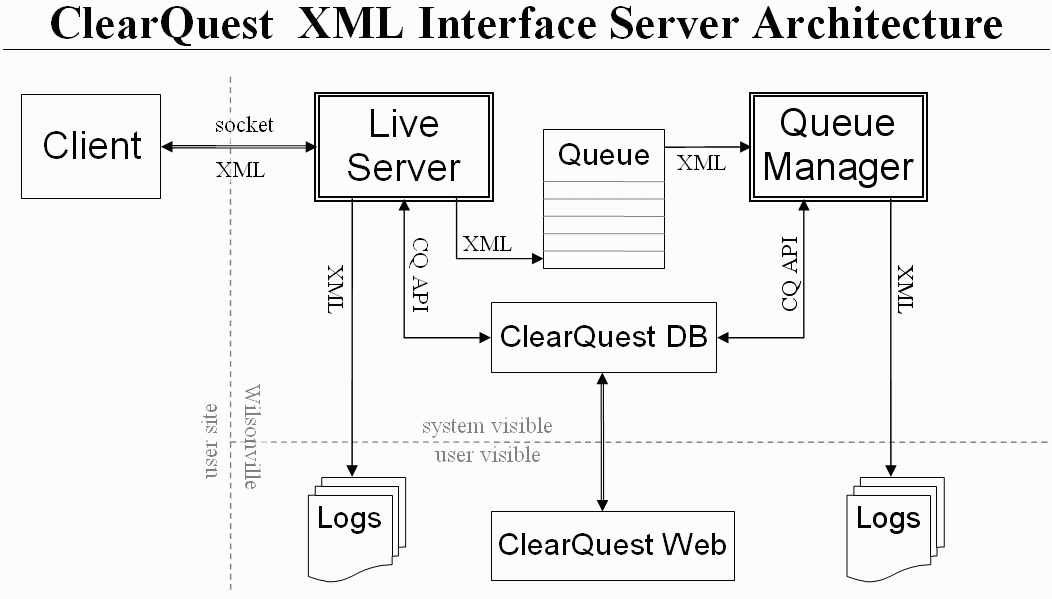 ClearQuest XML Interface Server Architecture
Client
socket
XML
Live
Server
Queue
XML
Queue
Manager
XML
CQ API
XML
CQ API
XML
ClearQuest DB
user site
Wilsonville
system visible
user visible
Logs
ClearQuest Web
Logs